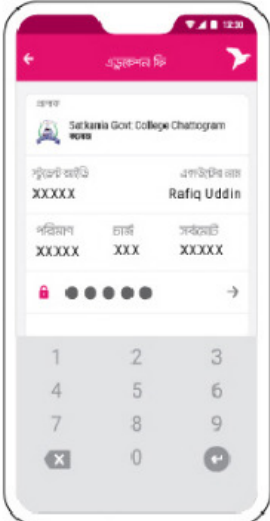 12:30
এডুকেশন ফি
প্রাপক
Satkania Govt College Chattogram
স্টুডেন্ট আইডি একাউন্টের নাম
XXXXX Rafiq Uddin
পরিমাণ চার্জ সর্বমোট
XXXXX XXX XXXXX
1 2 3
4 5 6
7 8 9
0